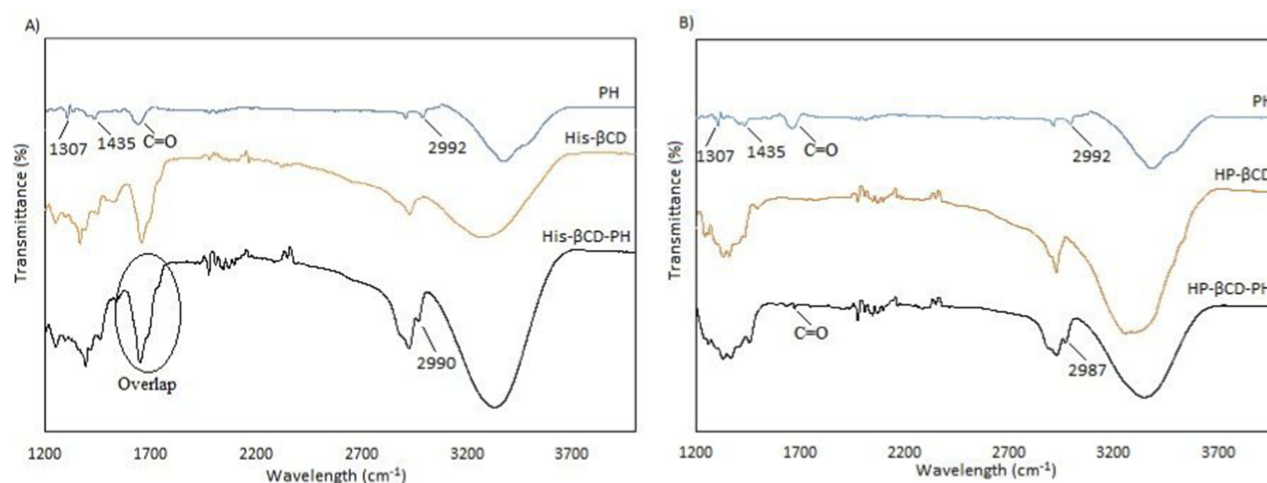 A)
PH
1307
1435
C=O
2992
His-βCD
His-βCD-PH
2990
Overlap
Transmittance (%)
1200
1700
2200
2700
3200
3700
Wavelength (cm⁻¹)
B)
PH
1307
1435
C=O
2992
HP-βCD
HP-βCD-PH
C=O
2987
Transmittance (%)
1200
1700
2200
2700
3200
3700
Wavelength (cm⁻¹)